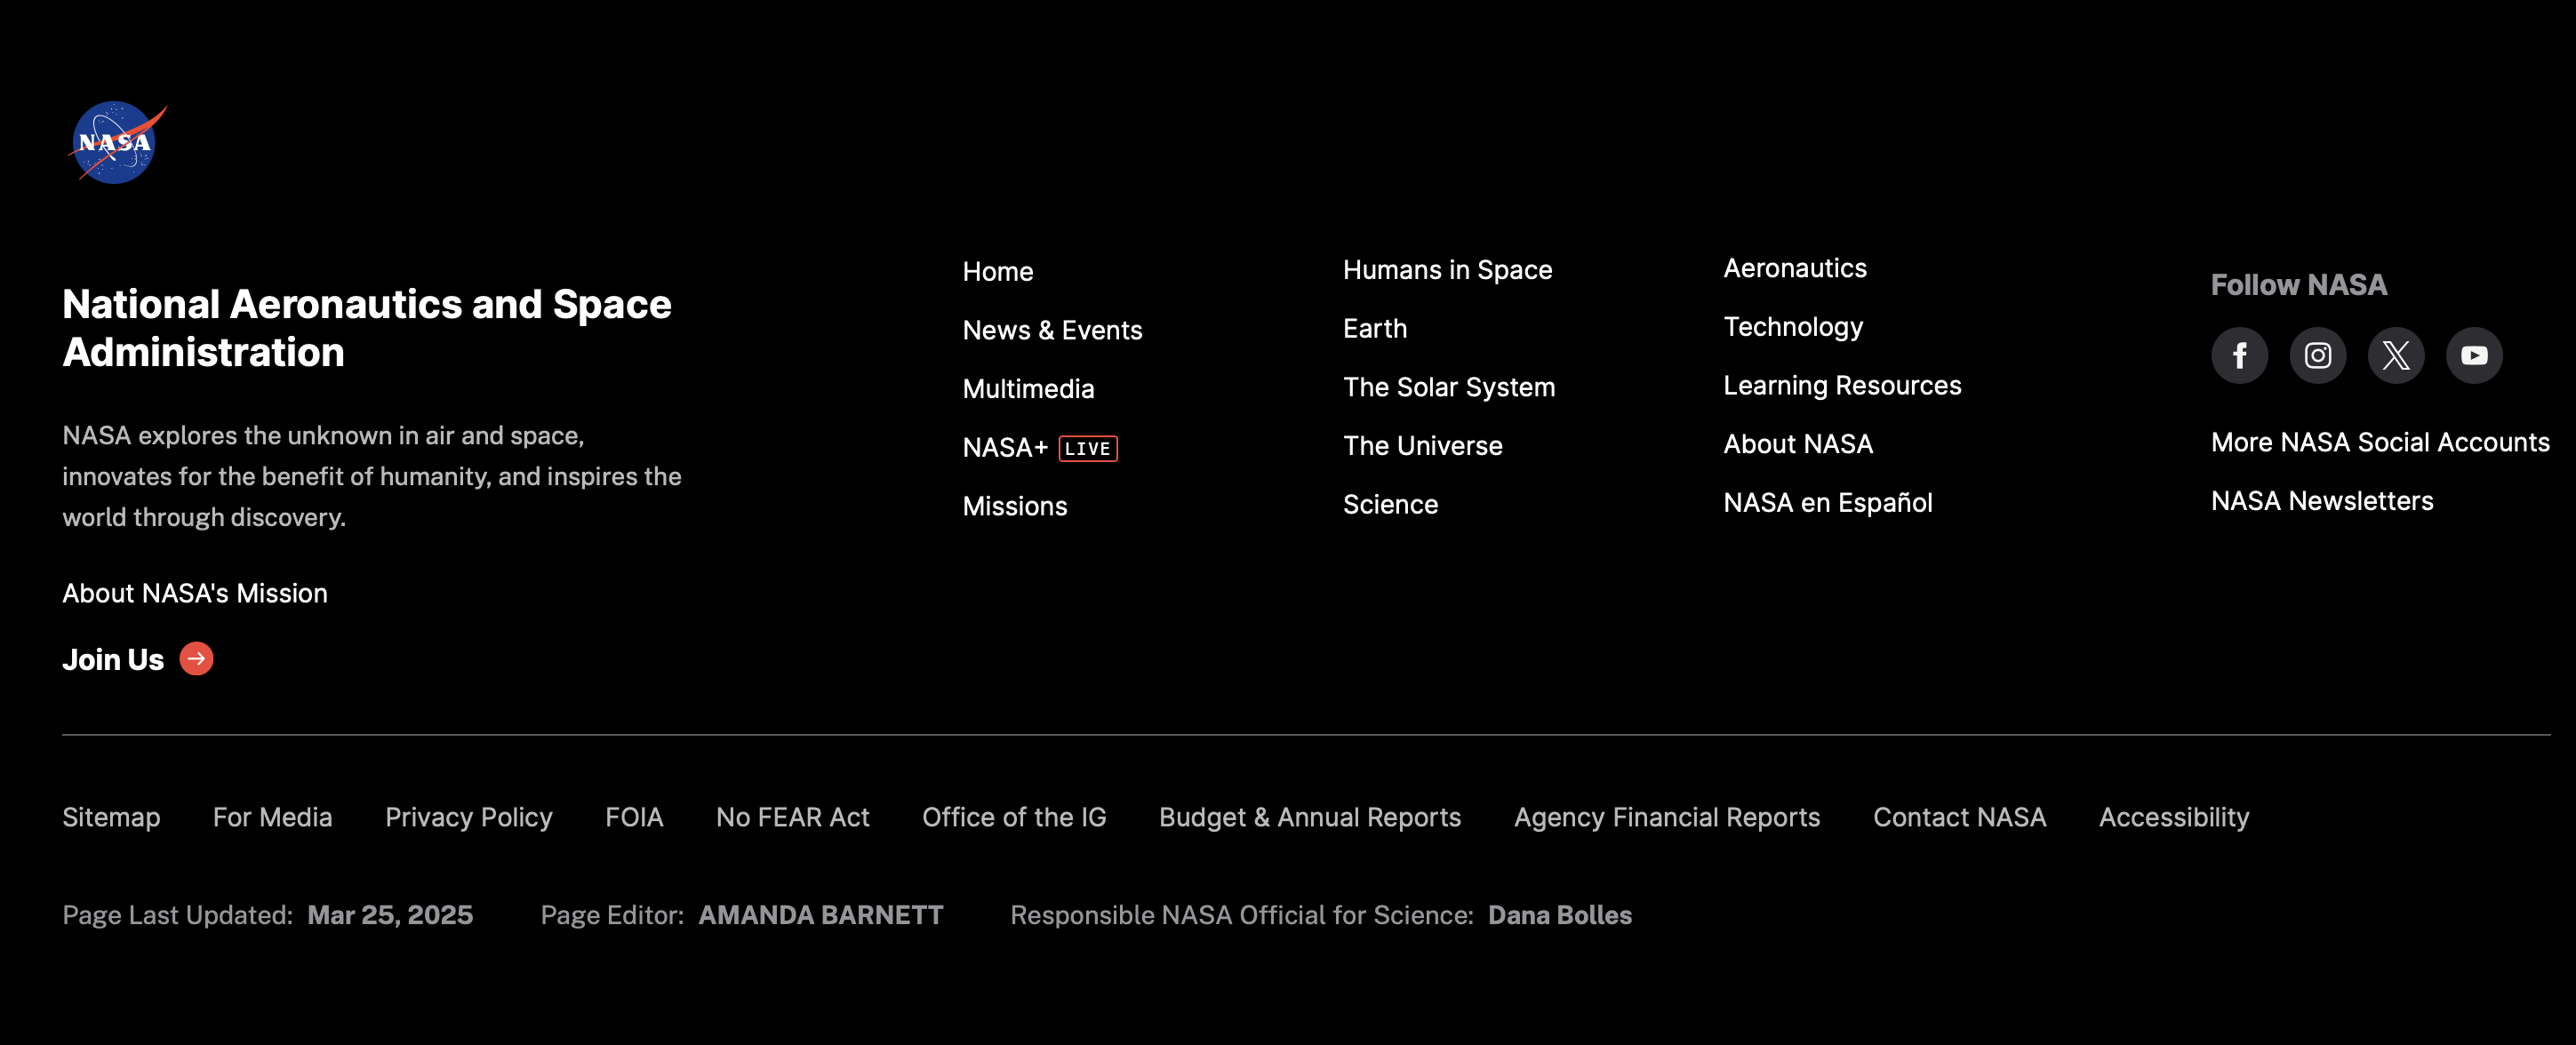 NASA
National Aeronautics and Space
Administration
NASA explores the unknown in air and space,
innovates for the benefit of humanity, and inspires the
world through discovery.
About NASA's Mission
Join Us
Home
News & Events
Multimedia
NASA+ LIVE
Missions
Humans in Space
Earth
The Solar System
The Universe
Science
Aeronautics
Technology
Learning Resources
About NASA
NASA en Español
Follow NASA
More NASA Social Accounts
NASA Newsletters
Sitemap For Media Privacy Policy FOIA No FEAR Act Office of the IG Budget & Annual Reports Agency Financial Reports Contact NASA Accessibility
Page Last Updated: Mar 25, 2025 Page Editor: AMANDA BARNETT Responsible NASA Official for Science: Dana Bolles